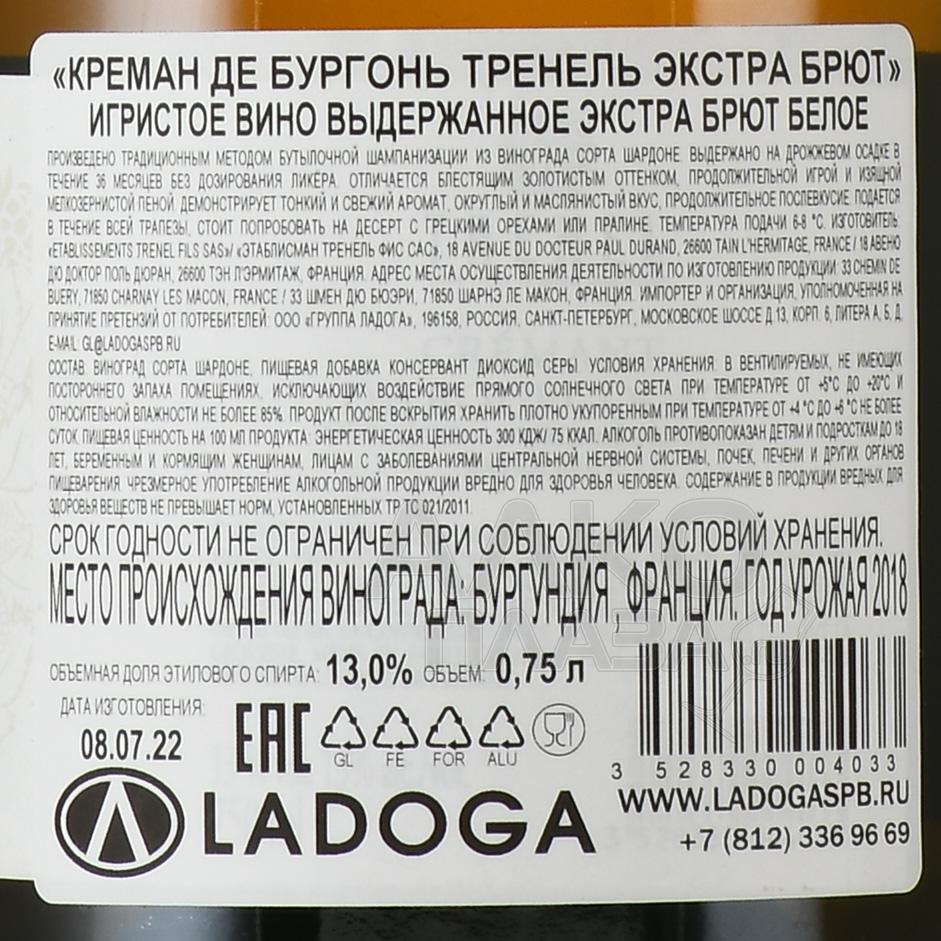 «КРЕМАН ДЕ БУРГОНЬ ТРЕНЕЛЬ ЭКСТРА БРЮТ»
ИГРИСТОЕ ВИНО ВЫДЕРЖАННОЕ ЭКСТРА БРЮТ БЕЛОЕ
ПРОИЗВЕДЕНО ТРАДИЦИОННЫМ МЕТОДОМ БУТЫЛОЧНОЙ ШАМПАНИЗАЦИИ ИЗ ВИНОГРАДА СОРТА ШАРДОНЕ. ВЫДЕРЖАНО НА ДРОЖЖЕВОМ ОСАДКЕ В
ТЕЧЕНИЕ 36 МЕСЯЦЕВ БЕЗ ДОЗИРОВАНИЯ ЛИКЁРА. ОТЛИЧАЕТСЯ БЛЕСТЯЩИМ ЗОЛОТИСТЫМ ОТТЕНКОМ, ПРОДОЛЖИТЕЛЬНОЙ ИГРОЙ И ИЗЯЩНОЙ
МЕЛКОЗЕРНИСТОЙ ПЕНОЙ. ДЕМОНСТРИРУЕТ ТОНКИЙ И СВЕЖИЙ АРОМАТ, ОКРУГЛЫЙ И МАСЛЯНИСТЫЙ ВКУС, ПРОДОЛЖИТЕЛЬНОЕ ПОСЛЕВКУСИЕ. ПОДАЕТСЯ
В ТЕЧЕНИЕ ВСЕЙ ТРАПЕЗЫ, СТОИТ ПОПРОБОВАТЬ НА ДЕСЕРТ С ГРЕЦКИМИ ОРЕХАМИ ИЛИ ПРАЛИНЕ. ТЕМПЕРАТУРА ПОДАЧИ 6-8 °С. ИЗГОТОВИТЕЛЬ:
«ETABLISSEMENTS TRENEL FILS SAS»/ «ЭТАБЛИСМАН ТРЕНЕЛЬ ФИС САС», 18 AVENUE DU DOCTEUR PAUL DURAND, 26600 TAIN L'HERMITAGE, FRANCE / 18 АВЕНЮ
ДЮ ДОКТОР ПОЛЬ ДЮРАН, 26600 ТЭН Л'ЭРМИТАЖ, ФРАНЦИЯ. АДРЕС МЕСТА ОСУЩЕСТВЛЕНИЯ ДЕЯТЕЛЬНОСТИ ПО ИЗГОТОВЛЕНИЮ ПРОДУКЦИИ: 33 CHEMIN DE
BUERY, 71850 CHARNAY LES MACON, FRANCE / 33 ШМЕН ДЮ БЮЭРИ, 71850 ШАРНЭ ЛЕ МАКОН, ФРАНЦИЯ. ИМПОРТЕР И ОРГАНИЗАЦИЯ, УПОЛНОМОЧЕННАЯ НА
ПРИНЯТИЕ ПРЕТЕНЗИЙ ОТ ПОТРЕБИТЕЛЕЙ: ООО «ГРУППА ЛАДОГА», 196158, РОССИЯ, САНКТ-ПЕТЕРБУРГ, МОСКОВСКОЕ ШОССЕ Д.13, КОРП. 6, ЛИТЕРА А, Б, Д.
E-MAIL: GL@LADOGASPB.RU
СОСТАВ: ВИНОГРАД СОРТА ШАРДОНЕ, ПИЩЕВАЯ ДОБАВКА КОНСЕРВАНТ ДИОКСИД СЕРЫ. УСЛОВИЯ ХРАНЕНИЯ: В ВЕНТИЛИРУЕМЫХ, НЕ ИМЕЮЩИХ
ПОСТОРОННЕГО ЗАПАХА ПОМЕЩЕНИЯХ, ИСКЛЮЧАЮЩИХ ВОЗДЕЙСТВИЕ ПРЯМОГО СОЛНЕЧНОГО СВЕТА ПРИ ТЕМПЕРАТУРЕ ОТ +5°С ДО +20°С И
ОТНОСИТЕЛЬНОЙ ВЛАЖНОСТИ НЕ БОЛЕЕ 85%. ПРОДУКТ ПОСЛЕ ВСКРЫТИЯ ХРАНИТЬ ПЛОТНО УКУПОРЕННЫМ ПРИ ТЕМПЕРАТУРЕ ОТ +4 °С ДО +6 °С НЕ БОЛЕЕ
СУТОК. ПИЩЕВАЯ ЦЕННОСТЬ НА 100 МЛ ПРОДУКТА: ЭНЕРГЕТИЧЕСКАЯ ЦЕННОСТЬ 300 КДЖ/ 75 ККАЛ. АЛКОГОЛЬ ПРОТИВОПОКАЗАН ДЕТЯМ И ПОДРОСТКАМ ДО 18
ЛЕТ, БЕРЕМЕННЫМ И КОРМЯЩИМ ЖЕНЩИНАМ, ЛИЦАМ С ЗАБОЛЕВАНИЯМИ ЦЕНТРАЛЬНОЙ НЕРВНОЙ СИСТЕМЫ, ПОЧЕК, ПЕЧЕНИ И ДРУГИХ ОРГАНОВ
ПИЩЕВАРЕНИЯ. ЧРЕЗМЕРНОЕ УПОТРЕБЛЕНИЕ АЛКОГОЛЬНОЙ ПРОДУКЦИИ ВРЕДНО ДЛЯ ЗДОРОВЬЯ ЧЕЛОВЕКА. СОДЕРЖАНИЕ В ПРОДУКЦИИ ВРЕДНЫХ ДЛЯ
ЗДОРОВЬЯ ВЕЩЕСТВ НЕ ПРЕВЫШАЕТ НОРМ, УСТАНОВЛЕННЫХ ТР ТС 021/2011.
СРОК ГОДНОСТИ НЕ ОГРАНИЧЕН ПРИ СОБЛЮДЕНИИ УСЛОВИЙ ХРАНЕНИЯ.
МЕСТО ПРОИСХОЖДЕНИЯ ВИНОГРАДА: БУРГУНДИЯ , ФРАНЦИЯ. ГОД УРОЖАЯ 2018
АЛКО
ПЛАЗА.ru
ОБЪЕМНАЯ ДОЛЯ ЭТИЛОВОГО СПИРТА: 13,0% ОБЪЕМ: 0,75 л
ДАТА ИЗГОТОВЛЕНИЯ:
08.07.22
EAC
GL FE FOR ALU
3 528330 004033
LADOGA
WWW.LADOGASPB.RU
+7 (812) 336 96 69